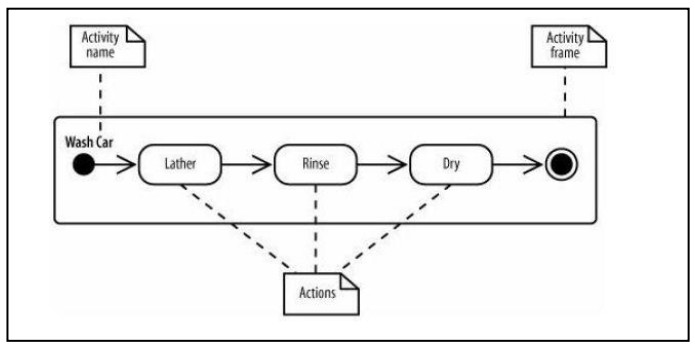 Activity
name
Activity
frame
Wash Car
Lather
Rinse
Dry
Actions